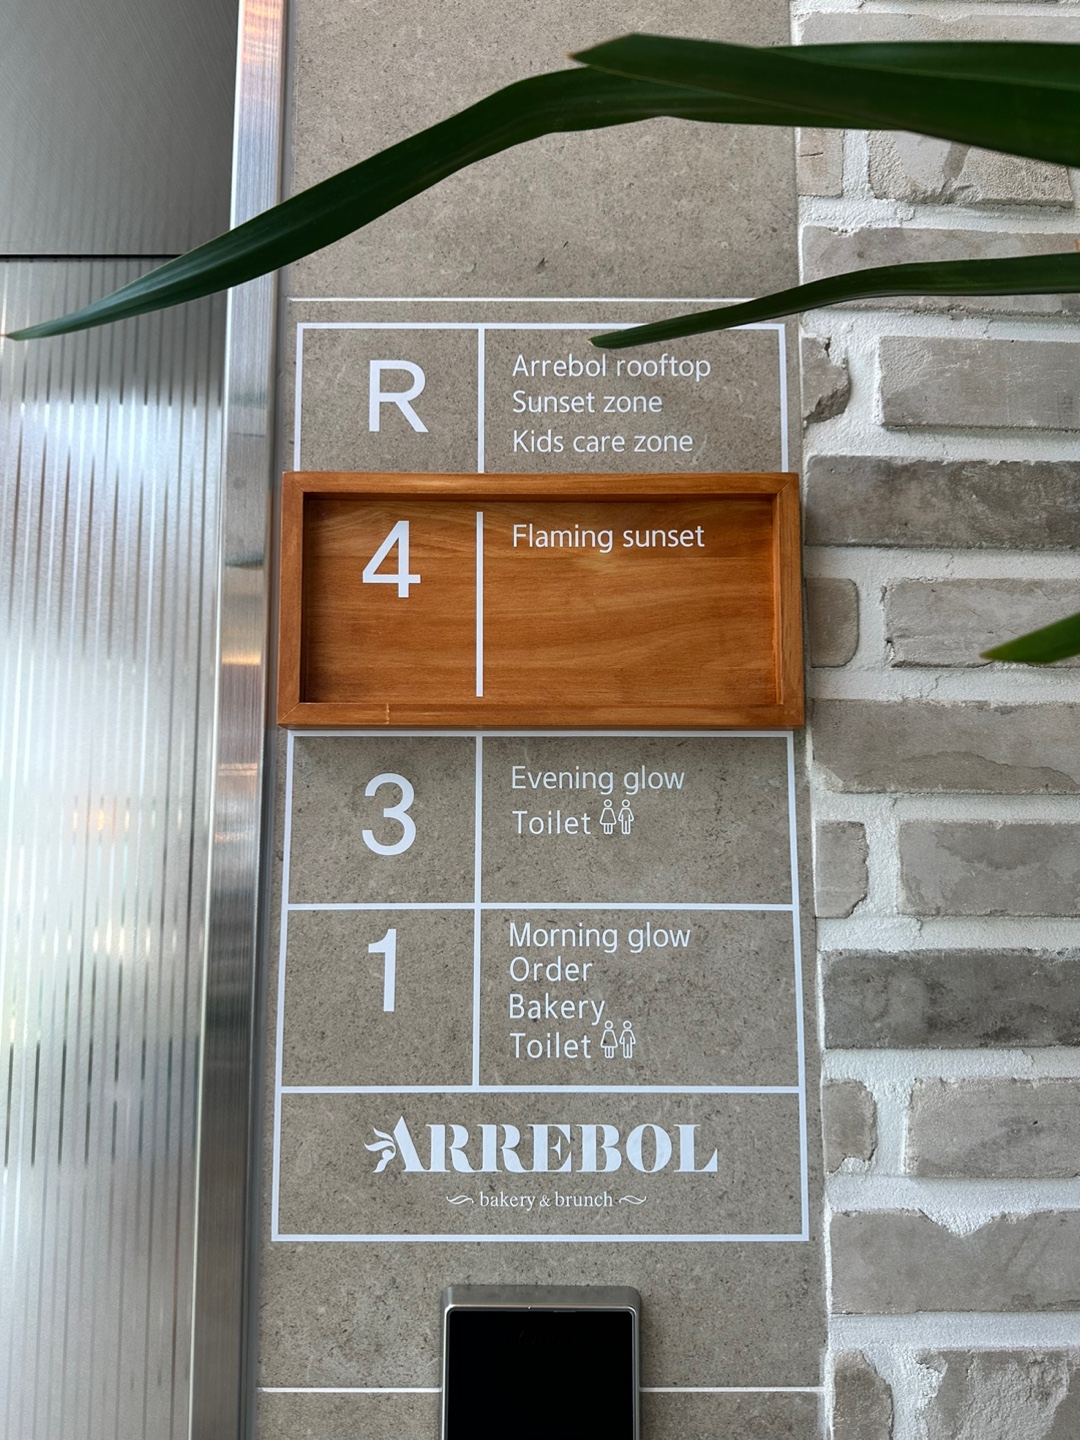 R
Arrebol rooftop
Sunset zone
Kids care zone
4
Flaming sunset
3
Evening glow
Toilet
1
Morning glow
Order
Bakery
Toilet
ARREBOL
bakery & brunch